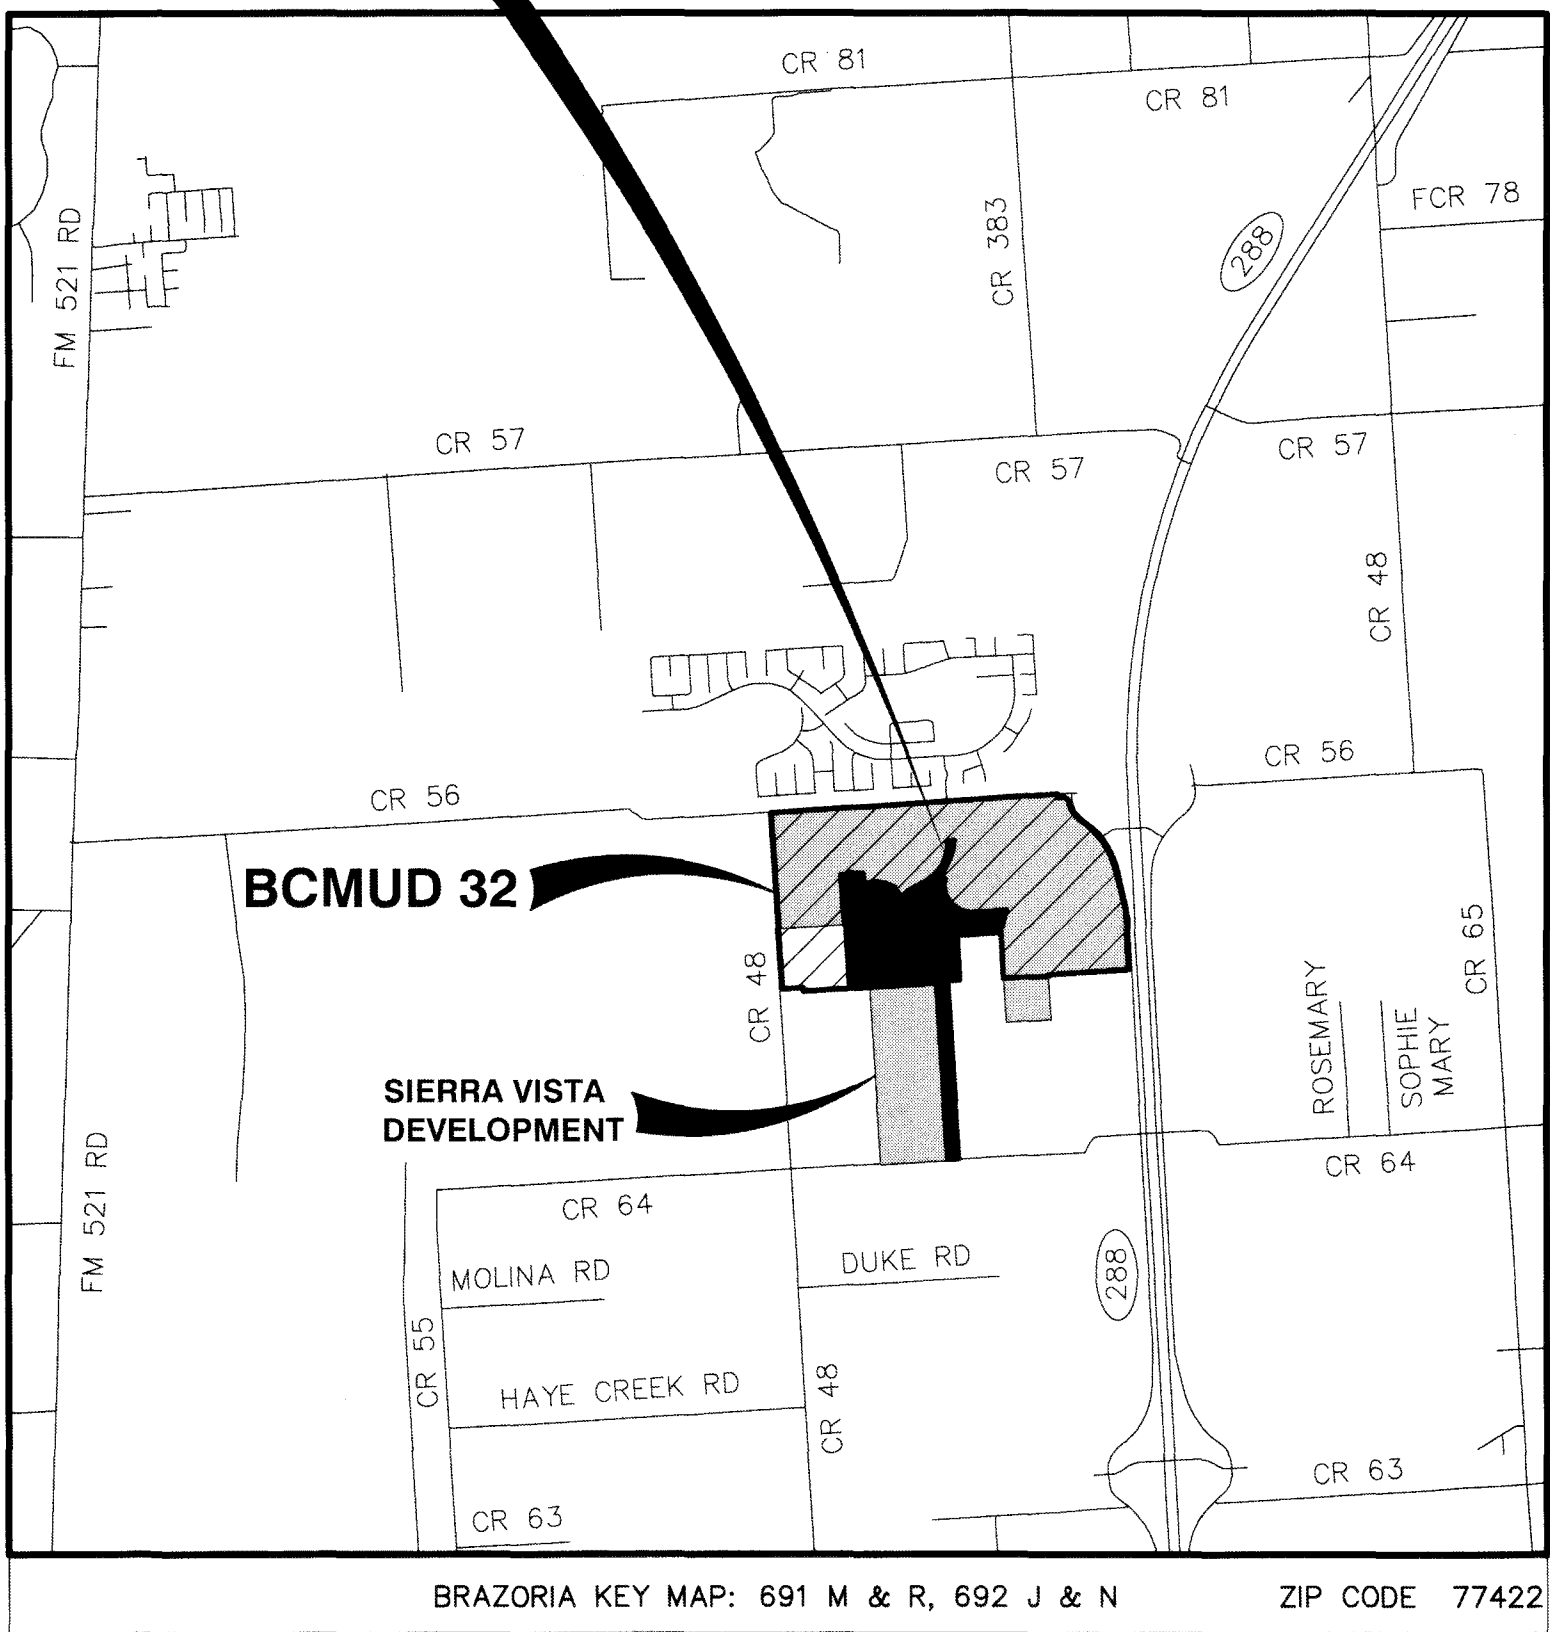 CR 81
CR 81
FCR 78
FM 521 RD
CR 383
288
CR 57
CR 57
CR 57
CR 48
CR 56
CR 56
BCMUD 32
CR 48
CR 65
ROSEMARY
SOPHIE
MARY
SIERRA VISTA
DEVELOPMENT
FM 521 RD
CR 64
CR 64
MOLINA RD
DUKE RD
288
CR 55
HAYE CREEK RD
CR 48
CR 63
CR 63
BRAZORIA KEY MAP: 691 M & R, 692 J & N
ZIP CODE 77422